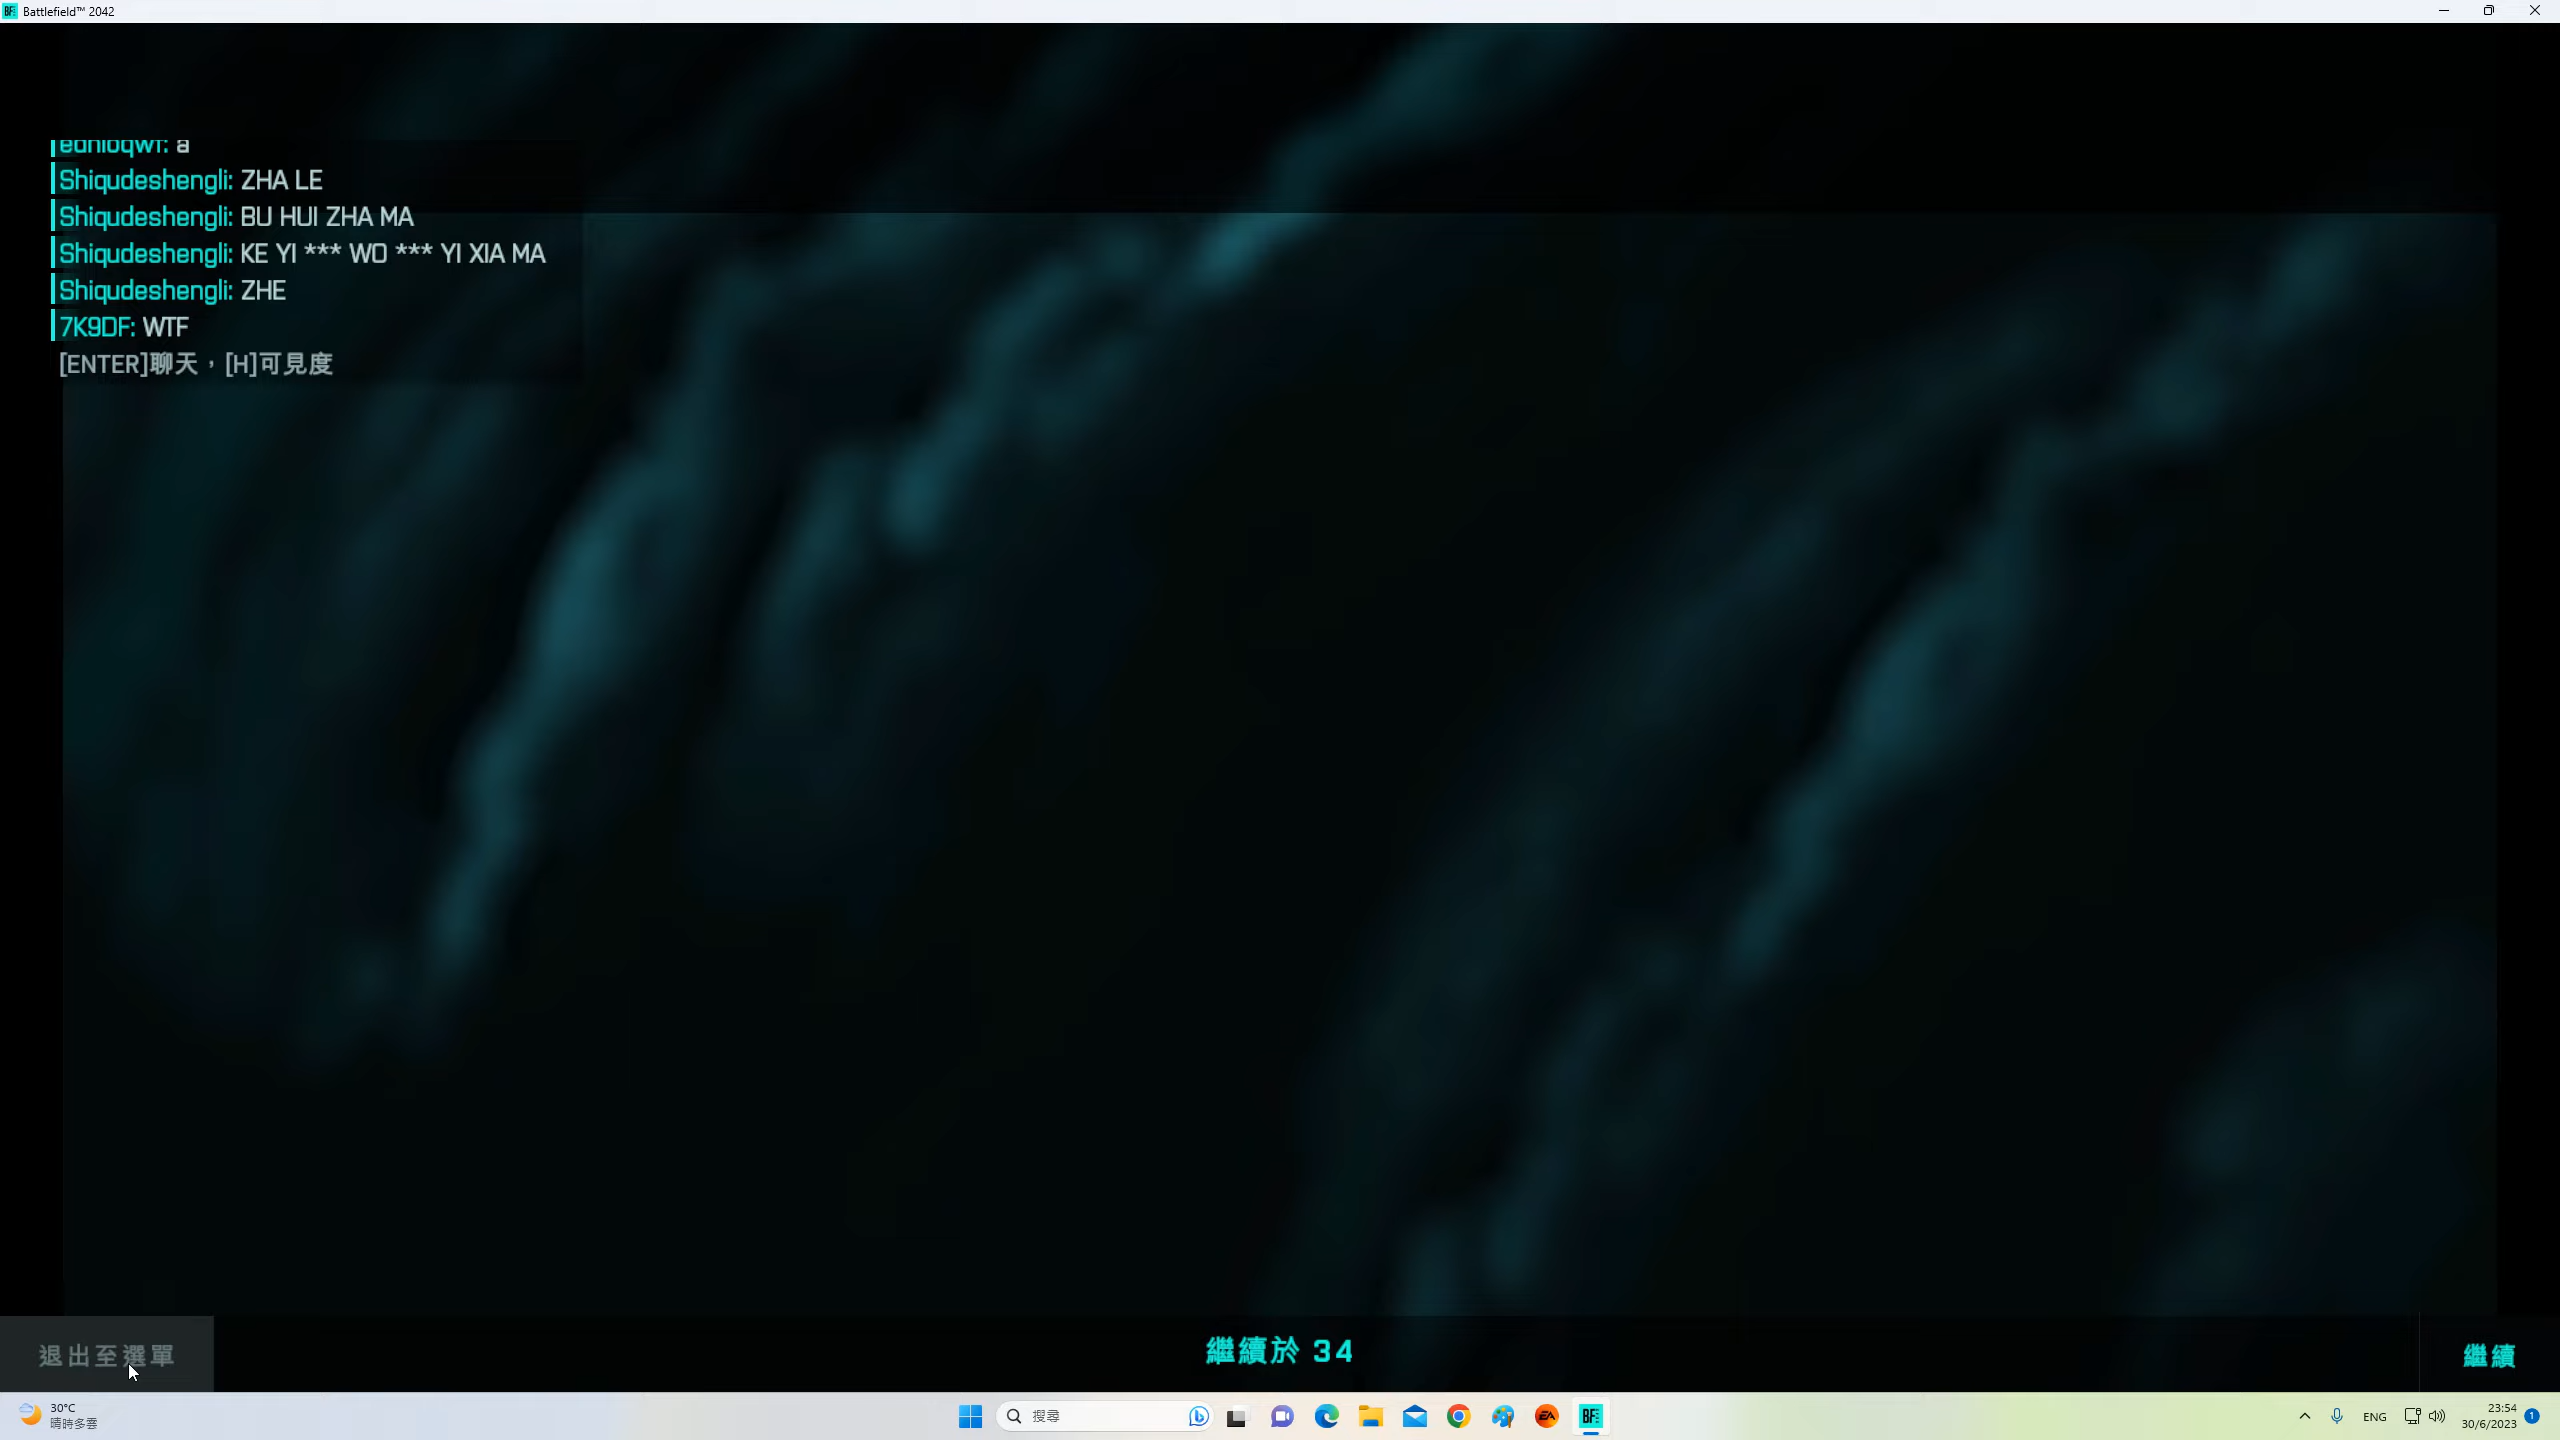 Battlefield™ 2042
Shiqudeshengli: ZHA LE
Shiqudeshengli: BU HUI ZHA MA
Shiqudeshengli: KE YI *** WO *** YI XIA MA
Shiqudeshengli: ZHE
7K9DF: WTF
[ENTER]聊天，[H]可見度
退出至選單
繼續於 34
繼續
30°C
晴時多雲
搜尋
ENG
23:54
30/6/2023
1